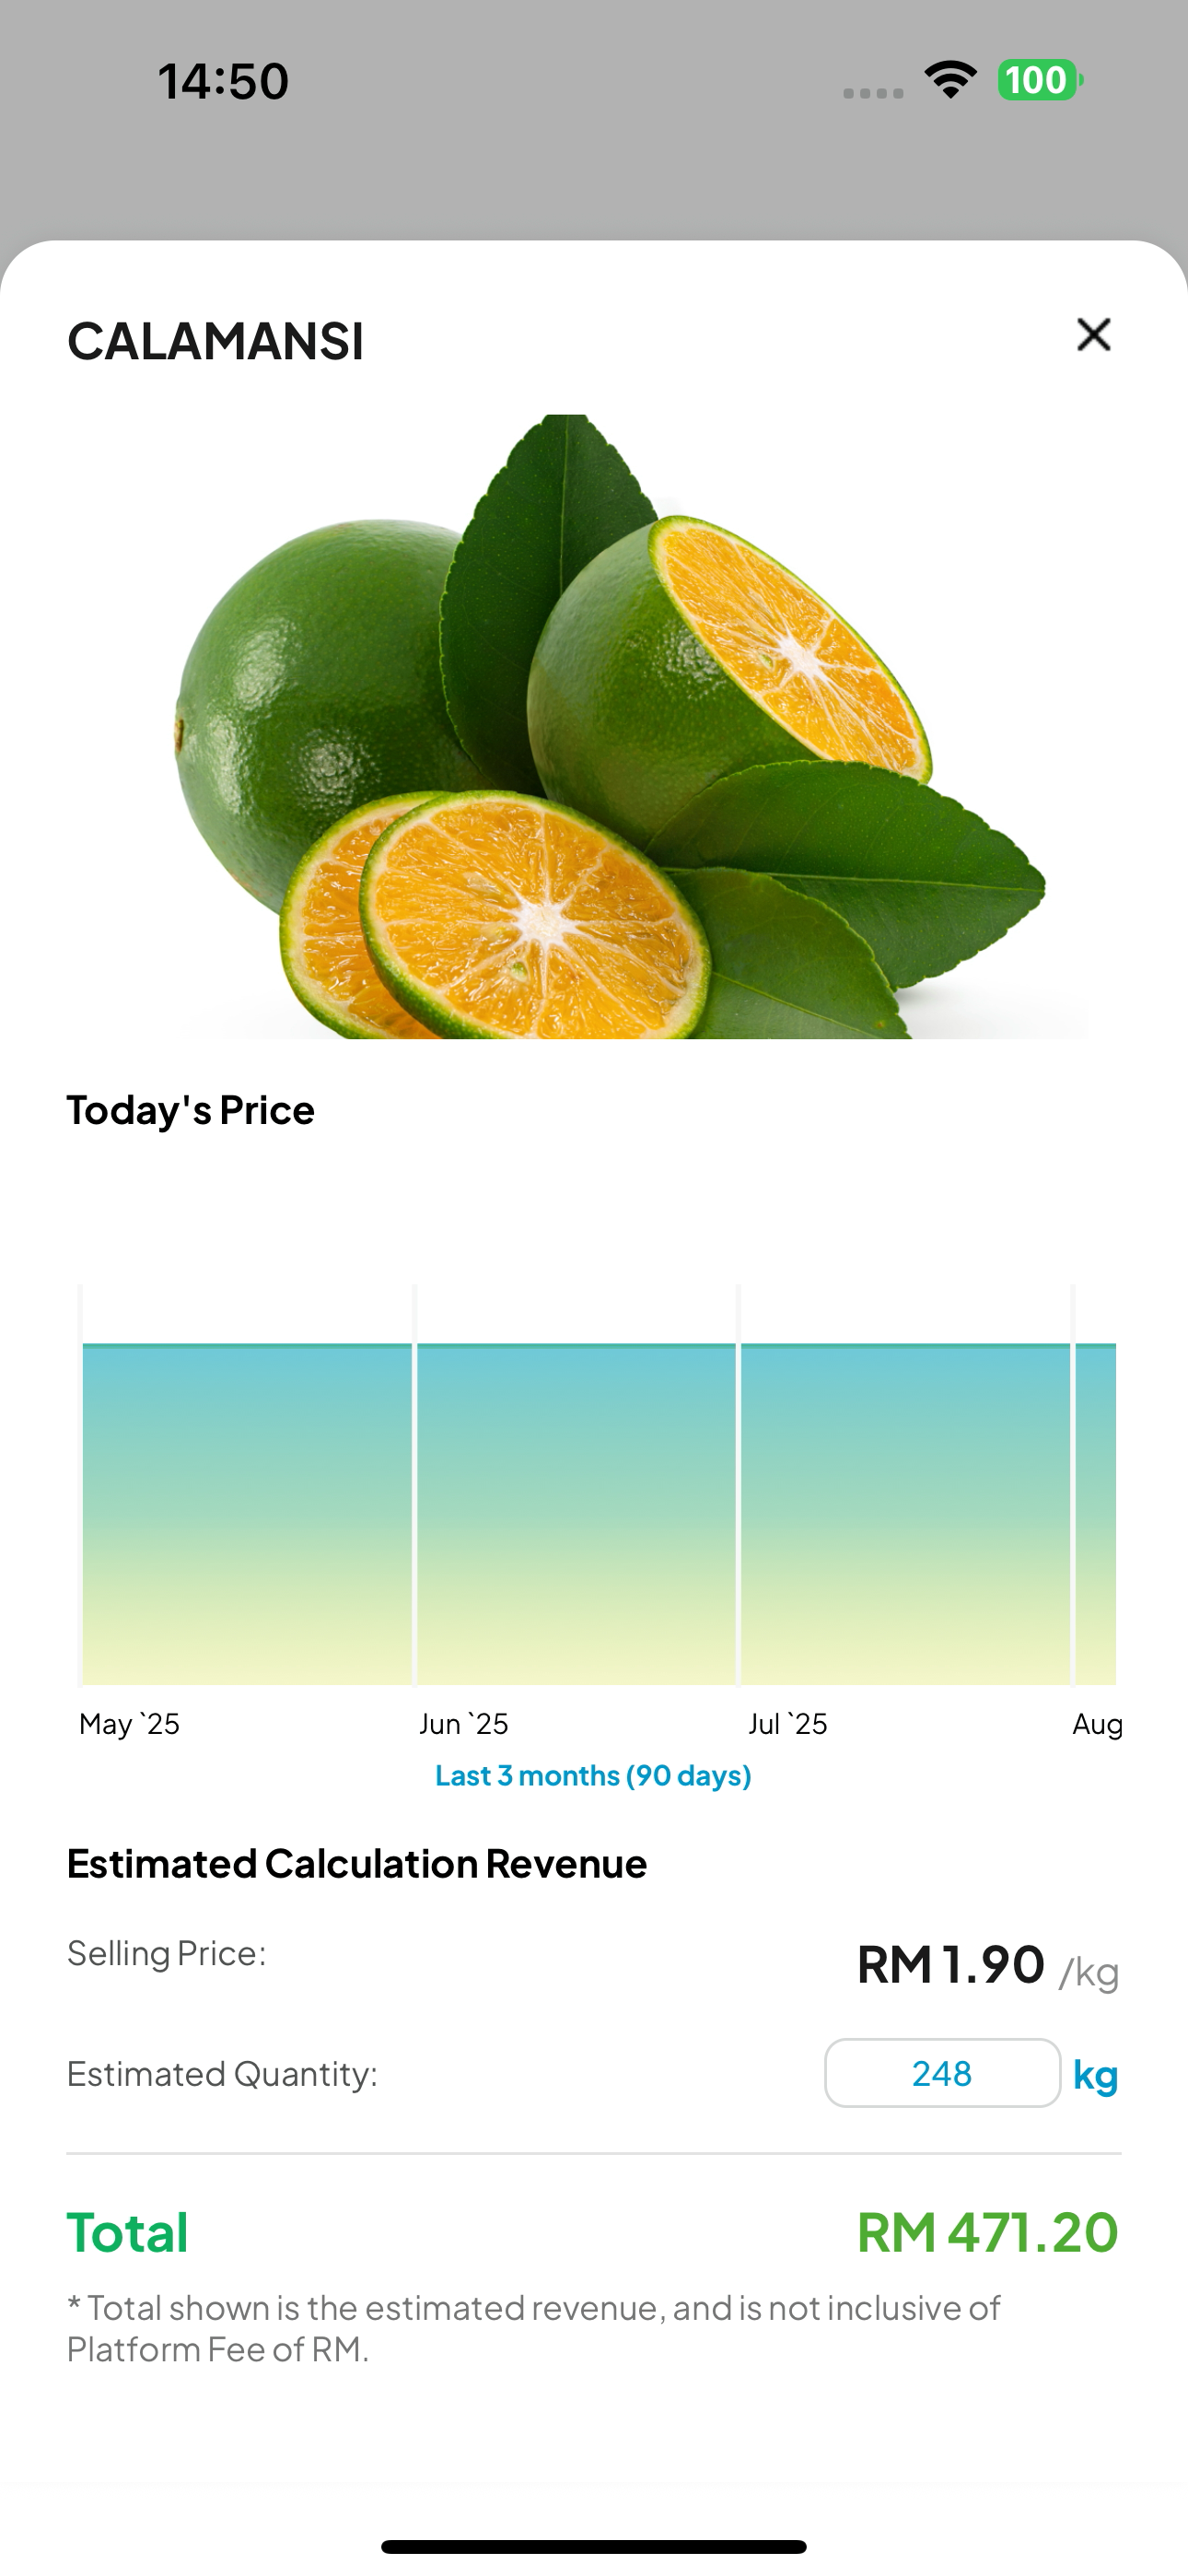 14:50
100
CALAMANSI
Today's Price
May `25
Jun `25
Jul `25
Aug
Last 3 months (90 days)
Estimated Calculation Revenue
Selling Price:
RM 1.90 /kg
Estimated Quantity:
248 kg
Total
RM 471.20
* Total shown is the estimated revenue, and is not inclusive of
Platform Fee of RM.